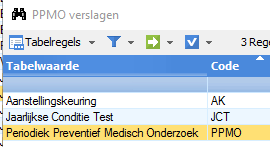 PPMO verslagen
Tabelregels 3 Rege
Tabelwaarde Code
Aanstellingskeuring AK
Jaarlijkse Conditie Test JCT
Periodiek Preventief Medisch Onderzoek PPMO